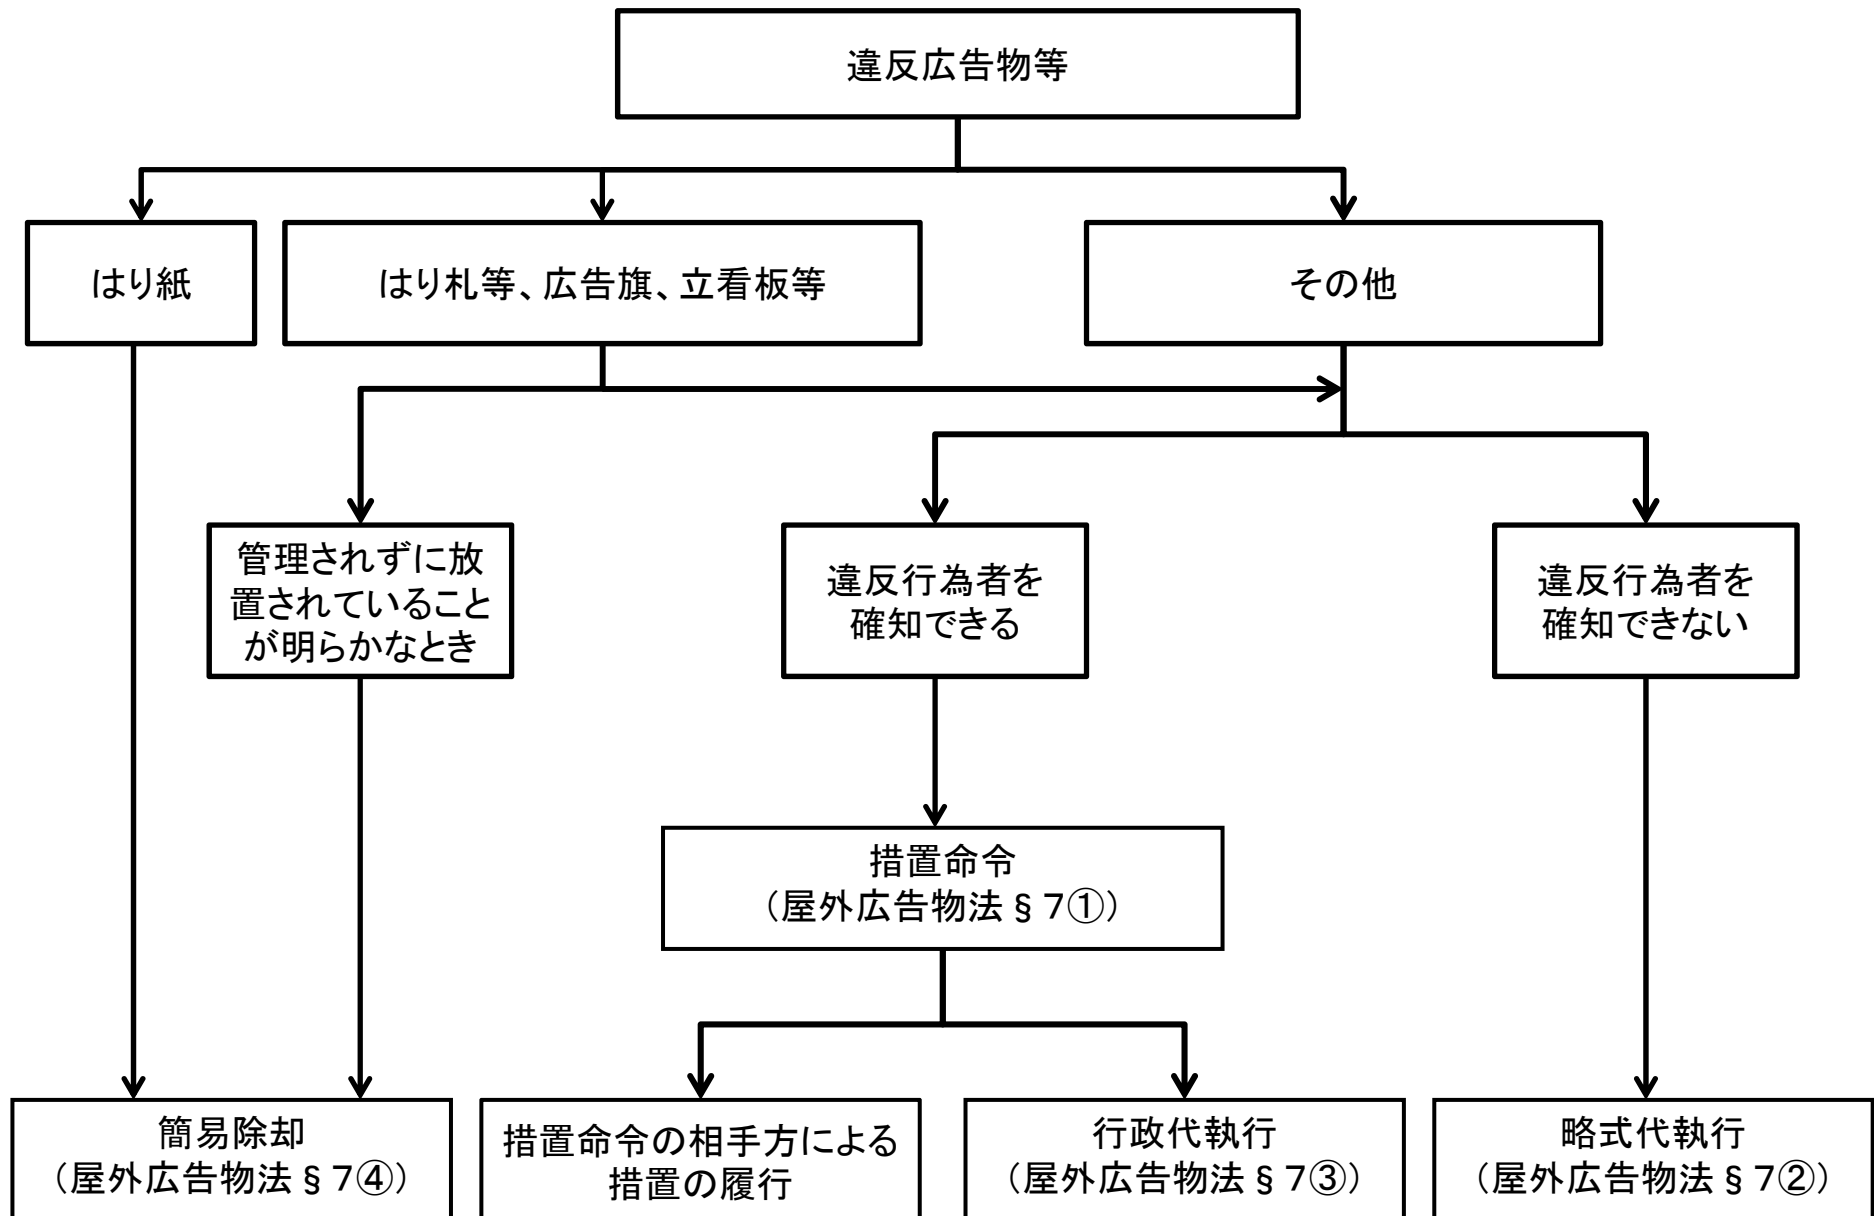 違反広告物等
はり紙
はり札等、広告旗、立看板等
その他
管理されずに放
置されていること
が明らかなとき
違反行為者を
確知できる
違反行為者を
確知できない
措置命令
（屋外広告物法§7①）
簡易除却
（屋外広告物法§7④）
措置命令の相手方による
措置の履行
行政代執行
（屋外広告物法§7③）
略式代執行
（屋外広告物法§7②）